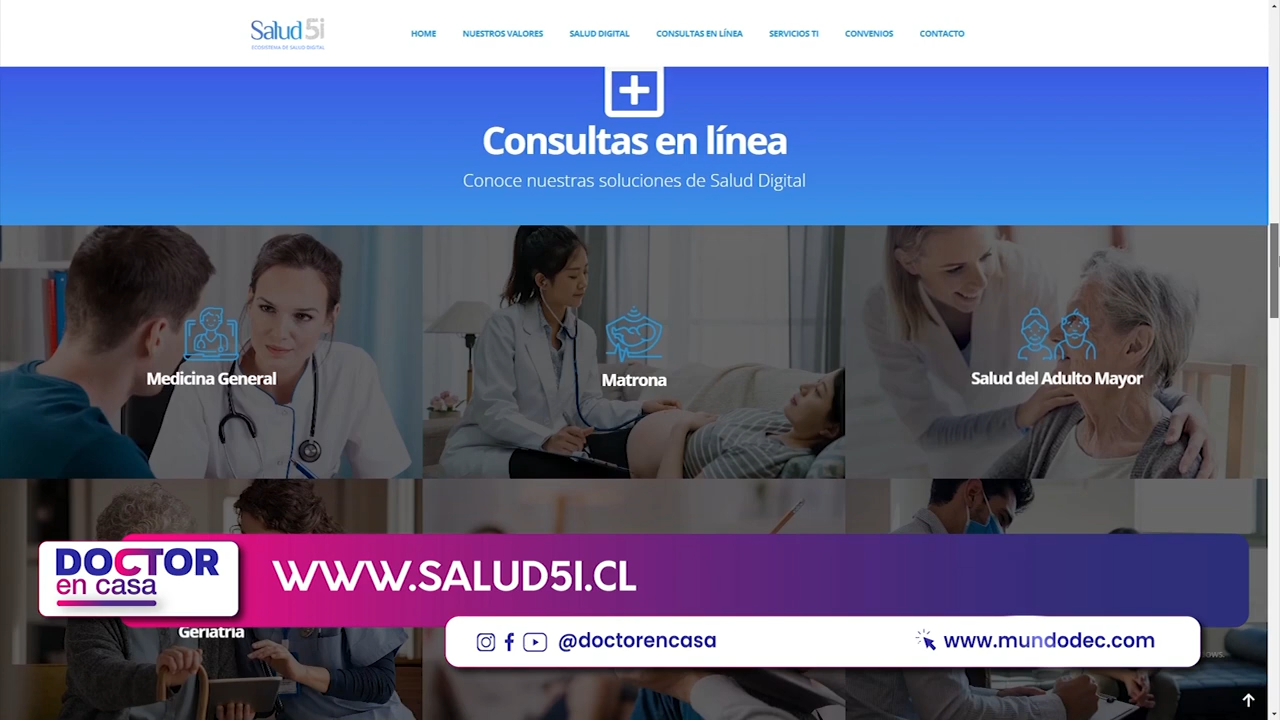 Salud 5i
ECOSISTEMA DE SALUD DIGITAL
HOME NUESTROS VALORES SALUD DIGITAL CONSULTAS EN LÍNEA SERVICIOS TI CONVENIOS CONTACTO
Consultas en línea
Conoce nuestras soluciones de Salud Digital
Medicina General
Matrona
Salud del Adulto Mayor
Geriatría
DOCTOR
en casa
WWW.SALUD5I.CL
@doctorencasa
www.mundodec.com